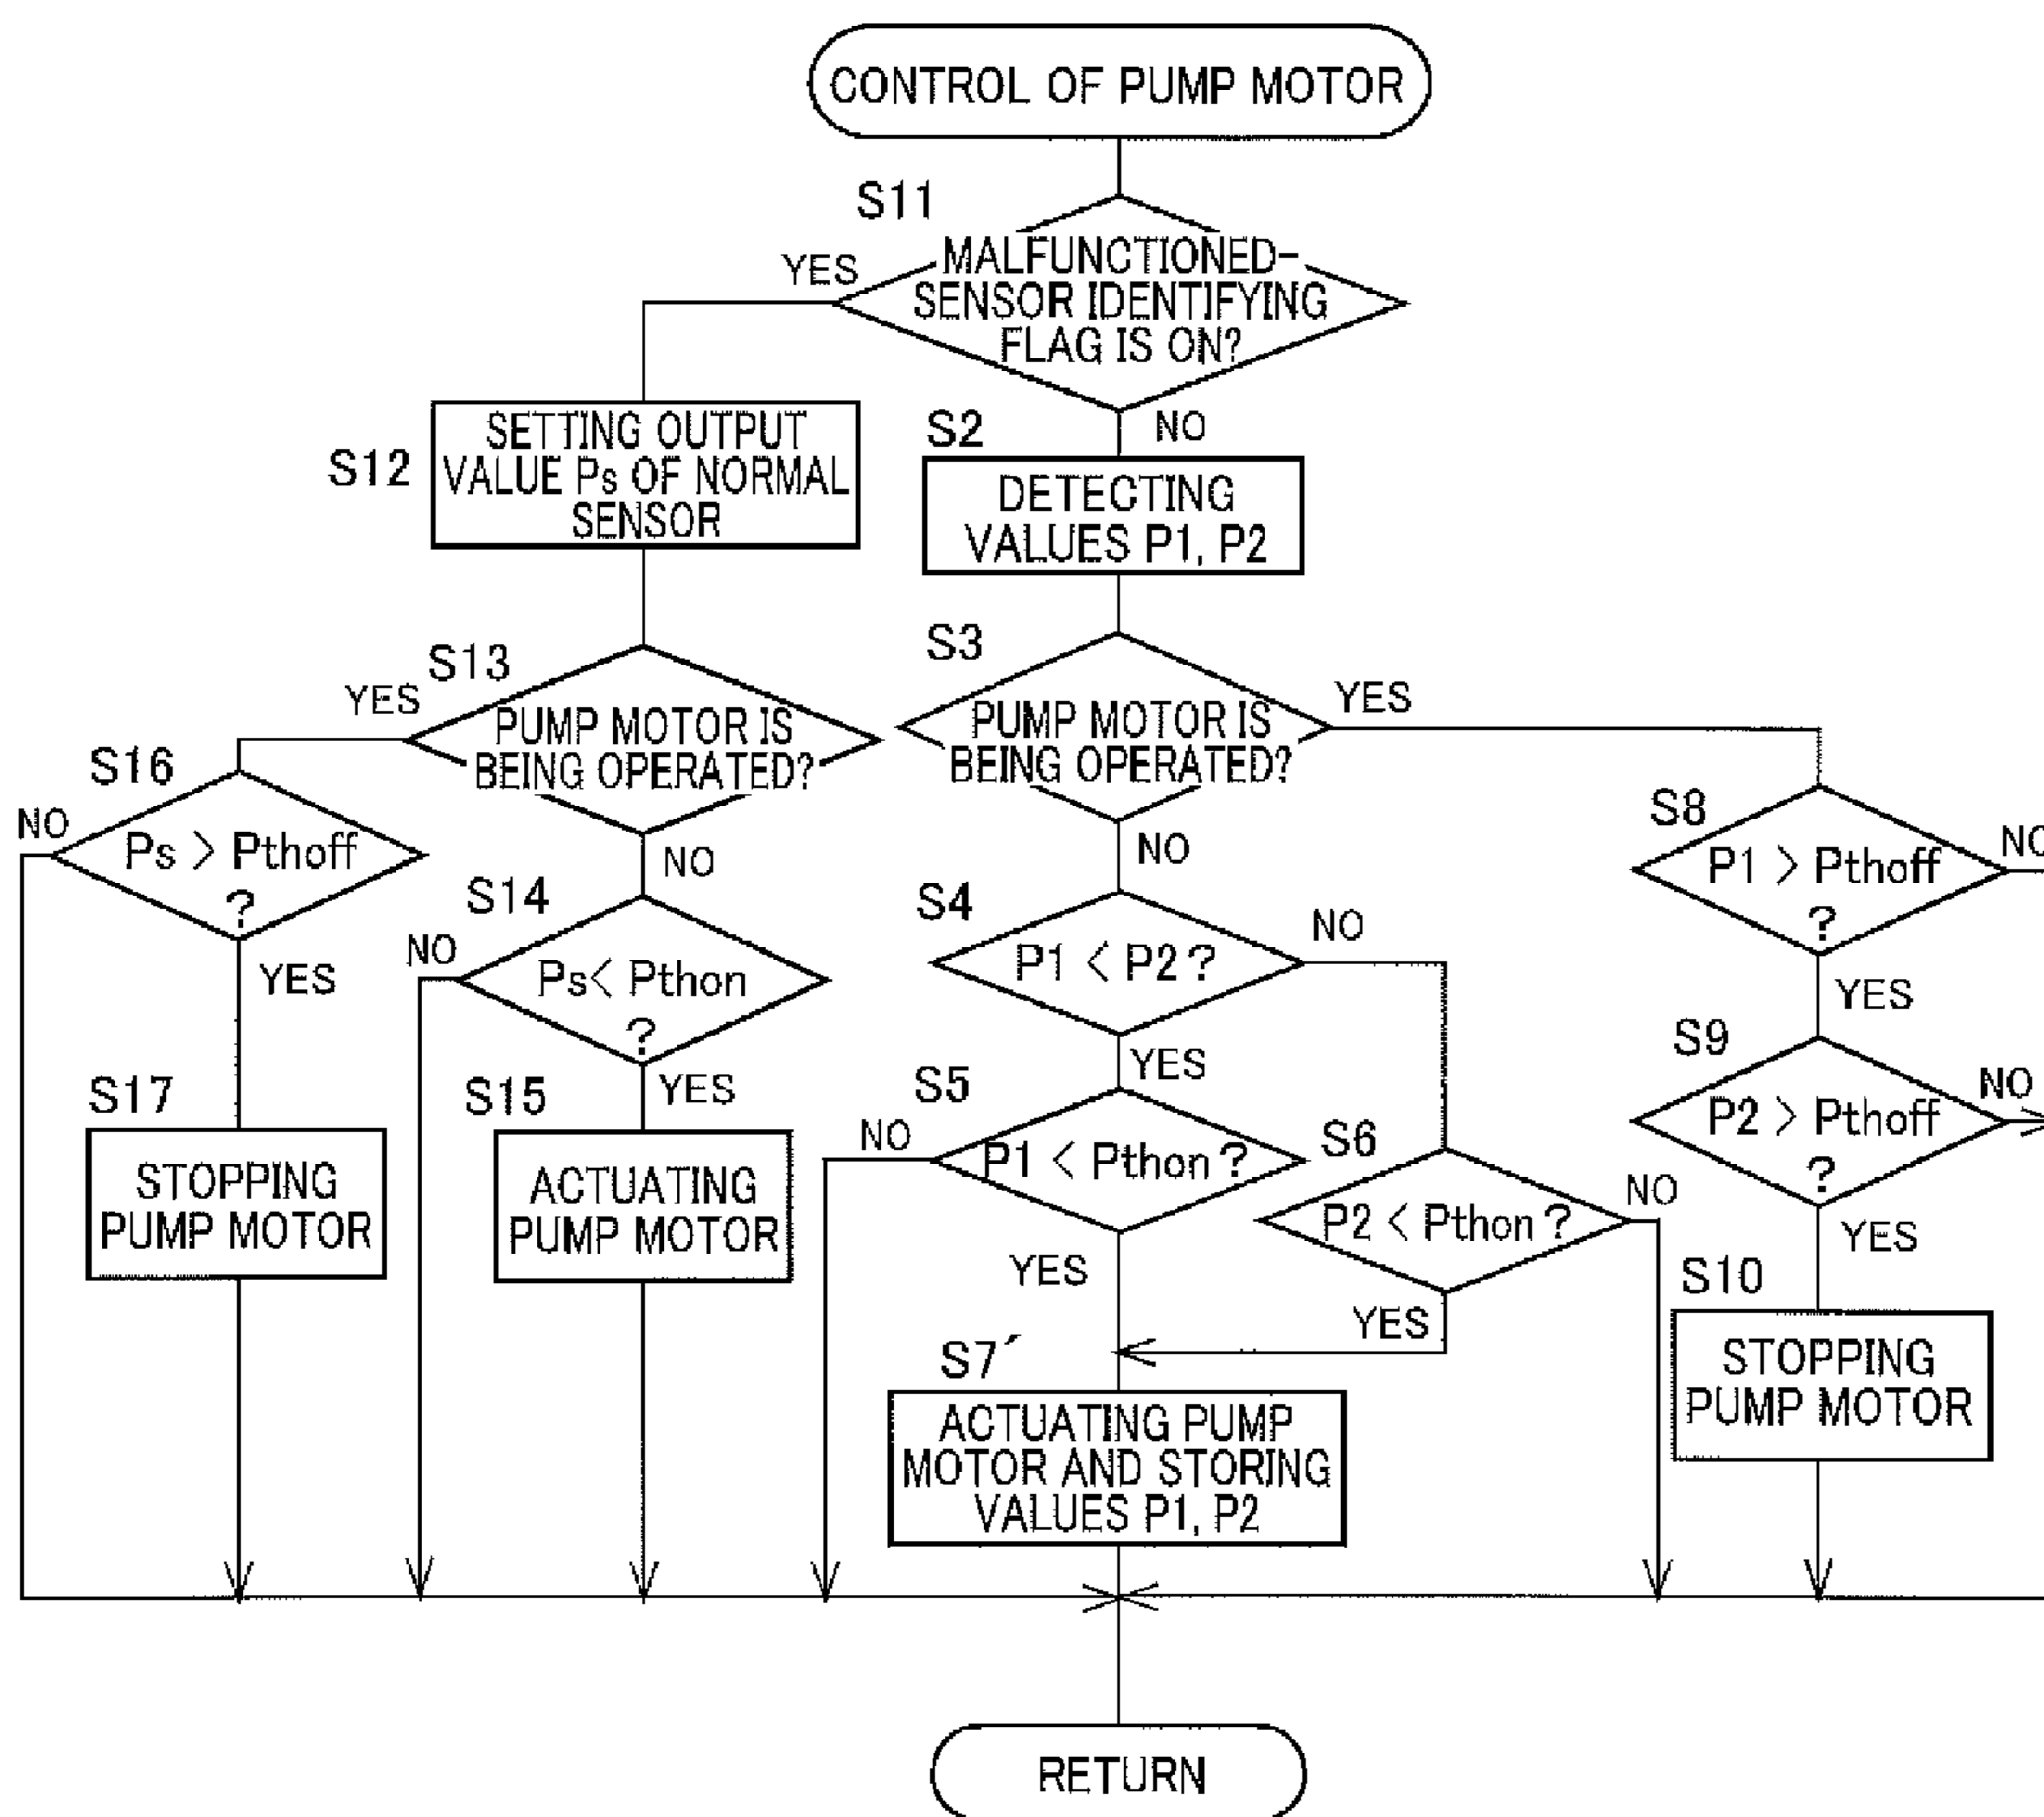 CONTROL OF PUMP MOTOR
S11
MALFUNCTIONED-
SENSOR IDENTIFYING
FLAG IS ON?
YES
NO
S12
SETTING OUTPUT
VALUE Ps OF NORMAL
SENSOR
S2
DETECTING
VALUES P1, P2
S13
PUMP MOTOR IS
BEING OPERATED?
YES
NO
S3
PUMP MOTOR IS
BEING OPERATED?
YES
NO
S16
Ps > Pthoff
?
NO
YES
S14
Ps< Pthon
?
NO
YES
S4
P1 < P2 ?
NO
YES
S8
P1 > Pthoff
?
NO
YES
S17
STOPPING
PUMP MOTOR
S15
ACTUATING
PUMP MOTOR
S5
P1 < Pthon ?
NO
YES
S6
P2 < Pthon ?
NO
YES
S9
P2 > Pthoff
?
NO
YES
S7´
ACTUATING PUMP
MOTOR AND STORING
VALUES P1, P2
S10
STOPPING
PUMP MOTOR
RETURN